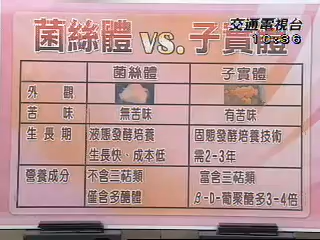 交通電視台
10:36
菌絲體 VS. 子實體
菌絲體 子實體
外觀
苦味 無苦味 有苦味
生長期 液態發酵培養 固態發酵培養技術
生長快、成本低 需2-3年
營養成分 不含三萜類 富含三萜類
僅含多醣體 β-D-葡聚醣多3-4倍